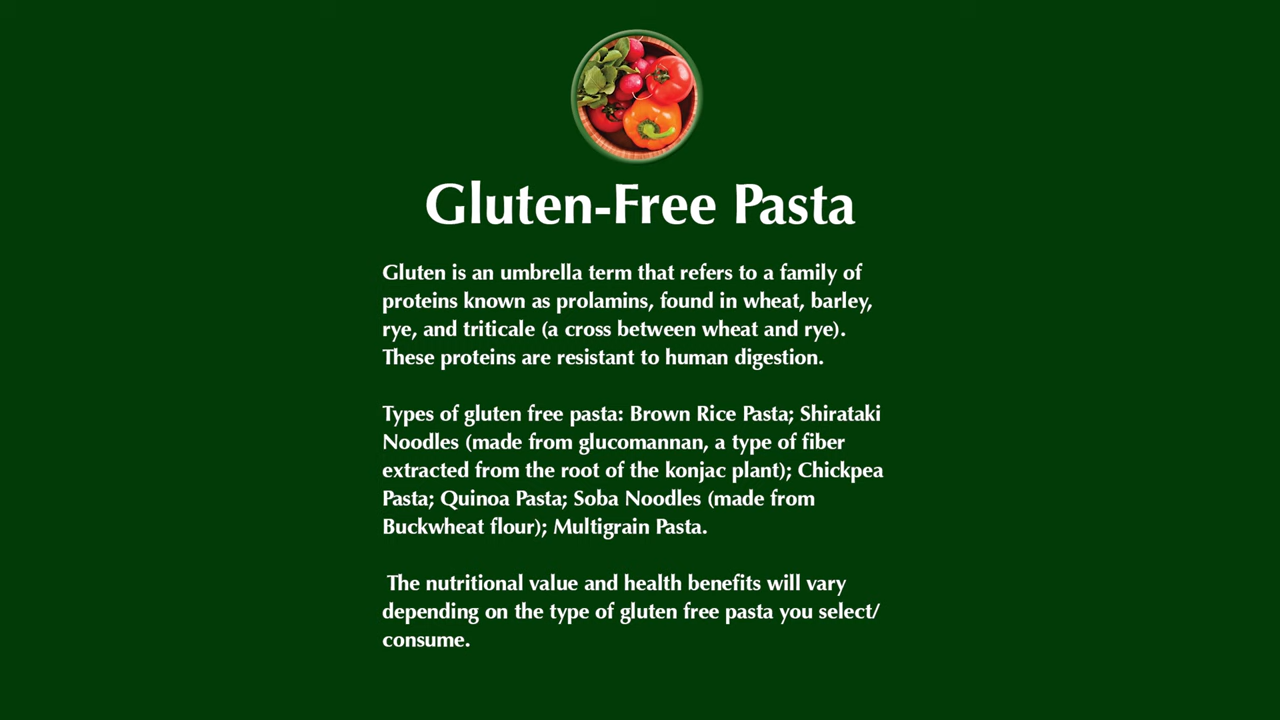 Gluten-Free Pasta
Gluten is an umbrella term that refers to a family of
proteins known as prolamins, found in wheat, barley,
rye, and triticale (a cross between wheat and rye).
These proteins are resistant to human digestion.
Types of gluten free pasta: Brown Rice Pasta; Shirataki
Noodles (made from glucomannan, a type of fiber
extracted from the root of the konjac plant); Chickpea
Pasta; Quinoa Pasta; Soba Noodles (made from
Buckwheat flour); Multigrain Pasta.
The nutritional value and health benefits will vary
depending on the type of gluten free pasta you select/
consume.